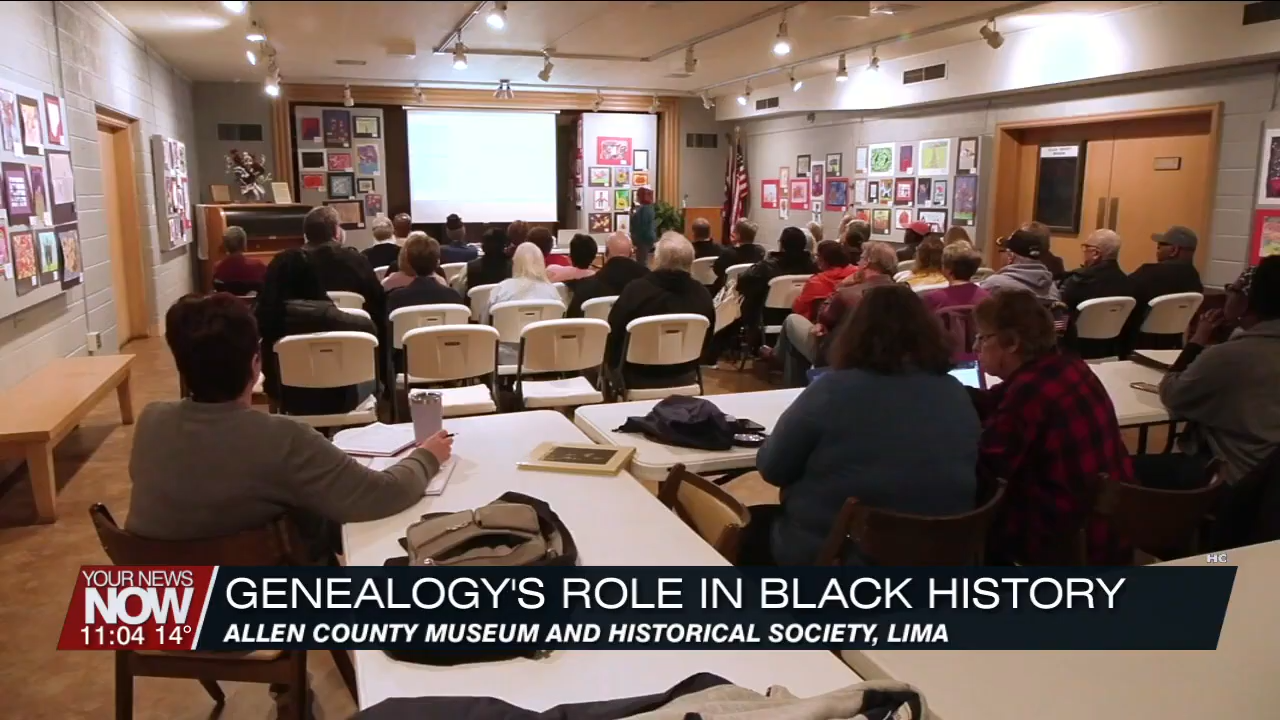 HC
YOUR NEWS
NOW
11:04 14°
GENEALOGY'S ROLE IN BLACK HISTORY
ALLEN COUNTY MUSEUM AND HISTORICAL SOCIETY, LIMA